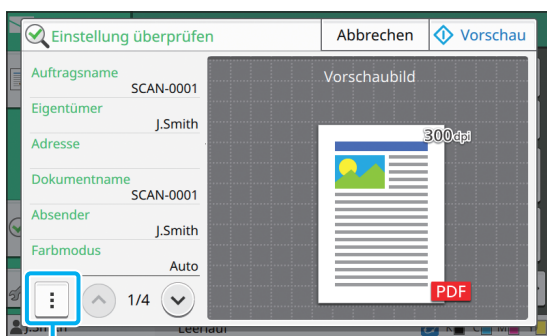 Einstellung überprüfen
Abbrechen
Vorschau
Auftragsname
SCAN-0001
Eigentümer
J.Smith
Adresse
Dokumentname
SCAN-0001
Absender
J.Smith
Farbmodus
Auto
1/4
Vorschaubild
300dpi
PDF
J.Smith
Leerlauf